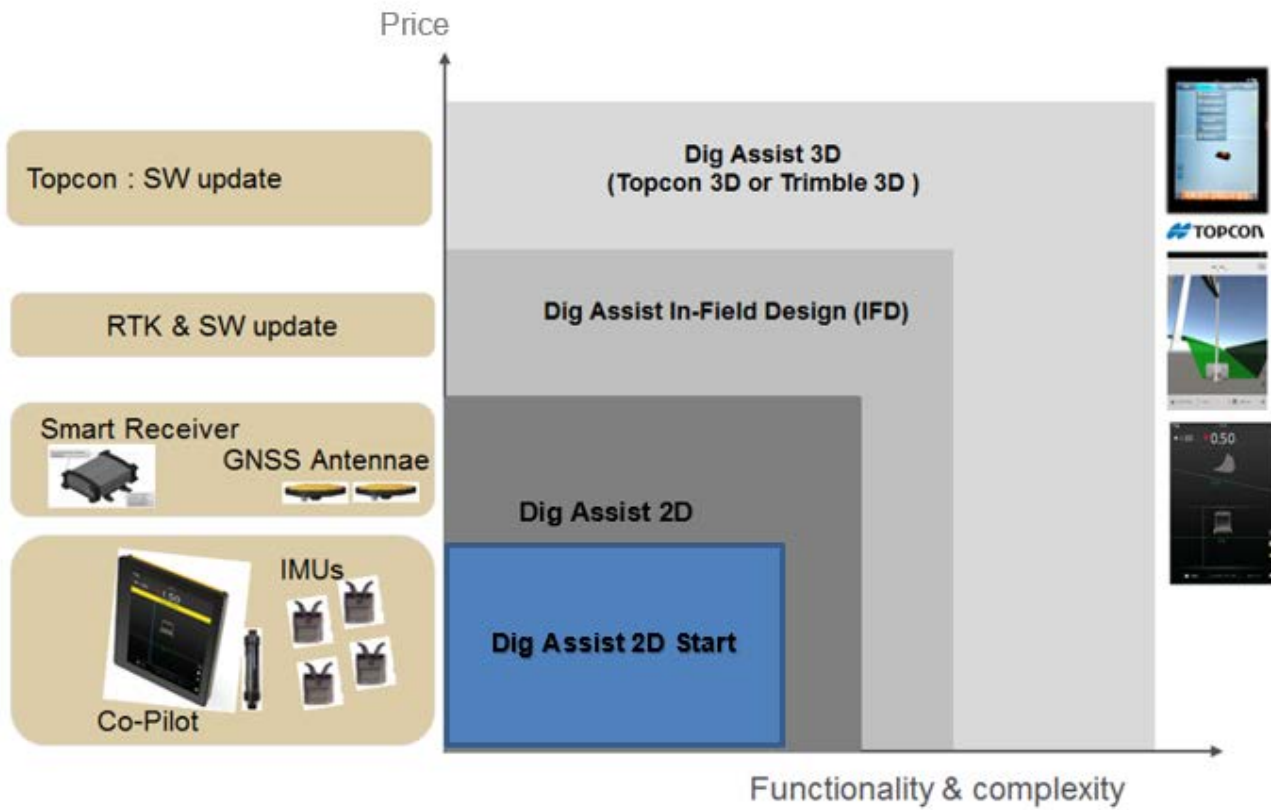 Price
Topcon : SW update
Dig Assist 3D
(Topcon 3D or Trimble 3D )
TOPCON
RTK & SW update
Dig Assist In-Field Design (IFD)
Smart Receiver
GNSS Antennae
0.50
Dig Assist 2D
IMUs
1.50
Dig Assist 2D Start
Co-Pilot
Functionality & complexity